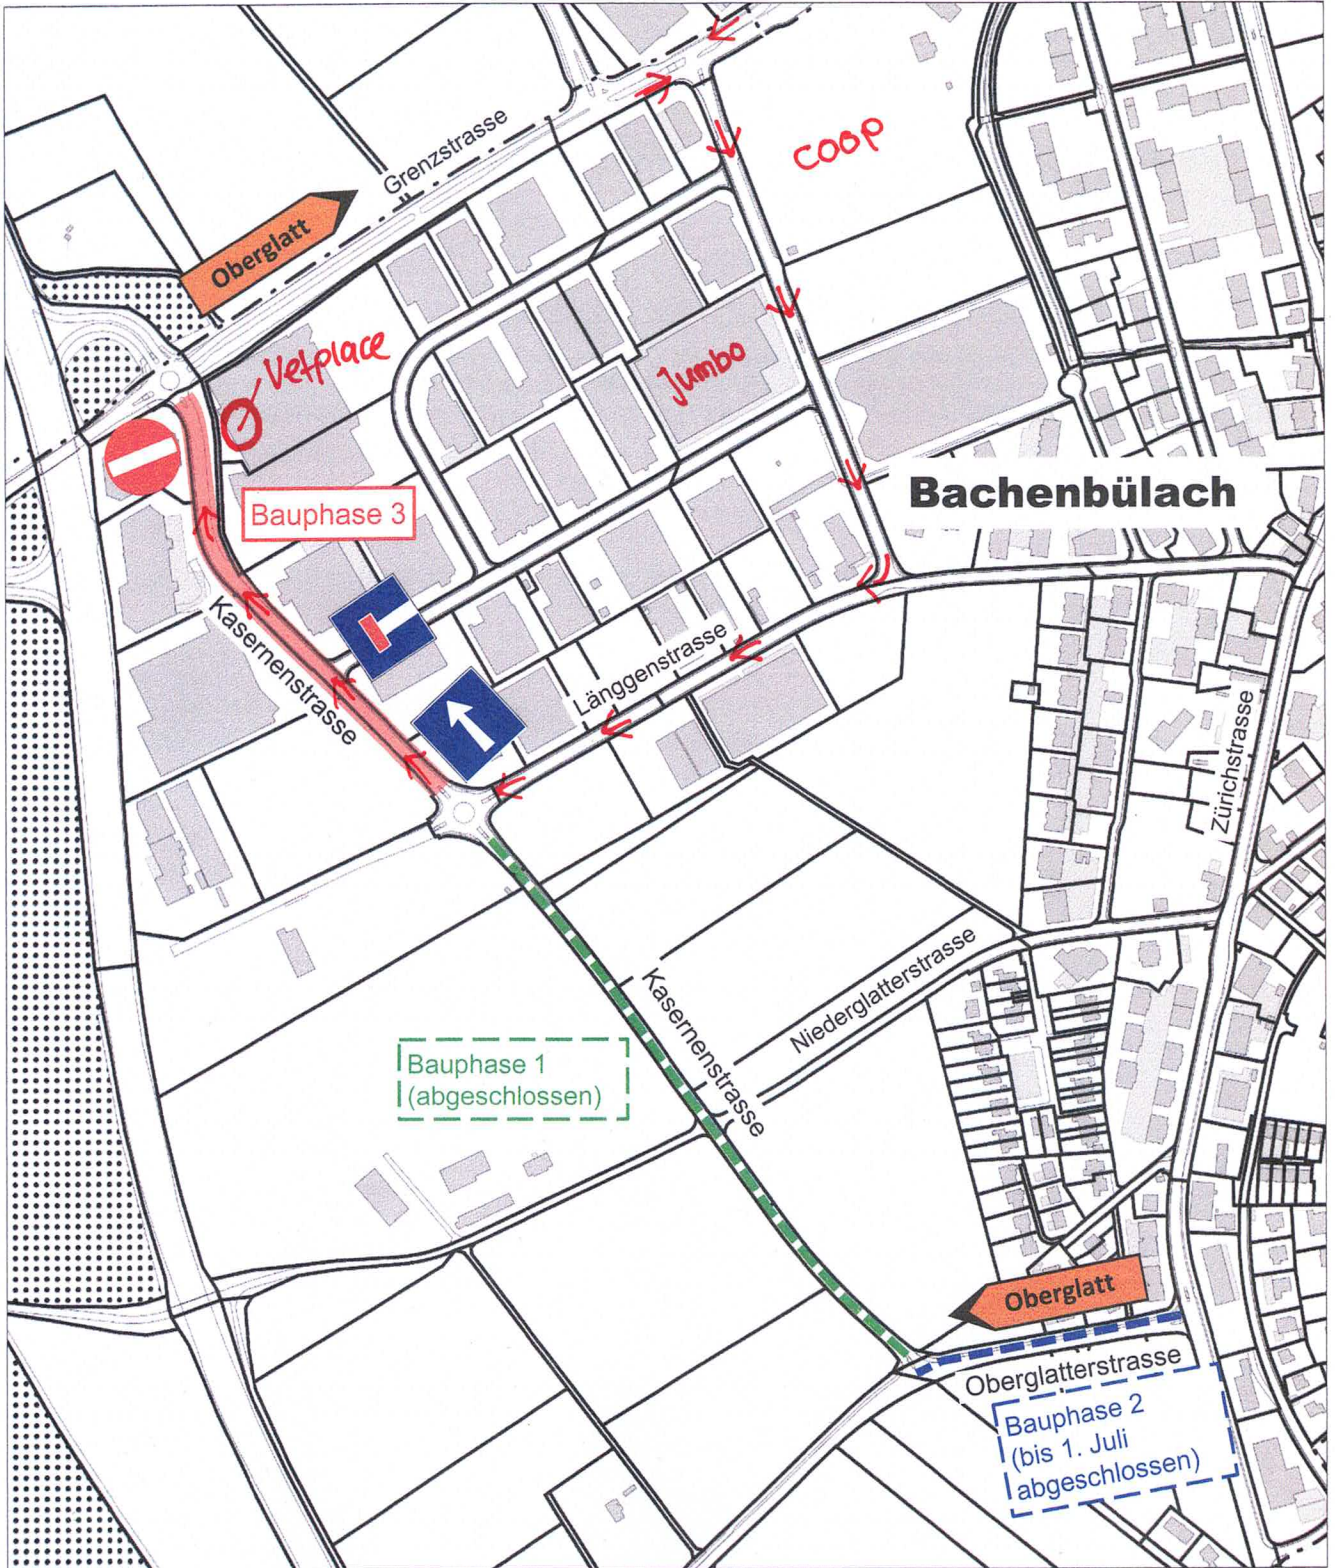 Grenzstrasse
COOP
Oberglatt
Vetplace
Jumbo
Bachenbülach
Bauphase 3
Kasernenstrasse
Länggenstrasse
Zürichstrasse
Kasernenstrasse
Niederglatterstrasse
Bauphase 1
(abgeschlossen)
Oberglatt
Oberglatterstrasse
Bauphase 2
(bis 1. Juli
abgeschlossen)